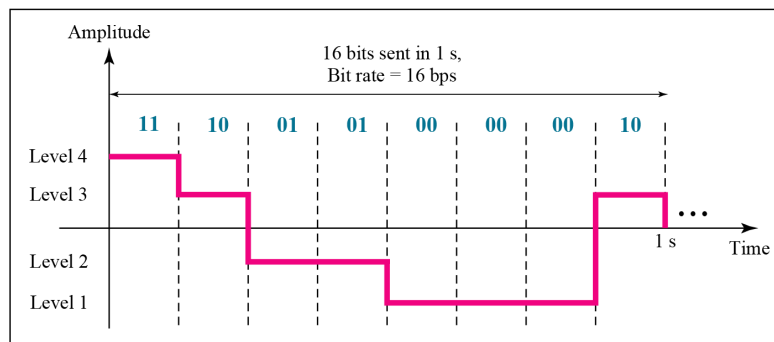 Amplitude
16 bits sent in 1 s,
Bit rate = 16 bps
11 10 01 01 00 00 00 10
Level 4
Level 3
...
1 s
Time
Level 2
Level 1